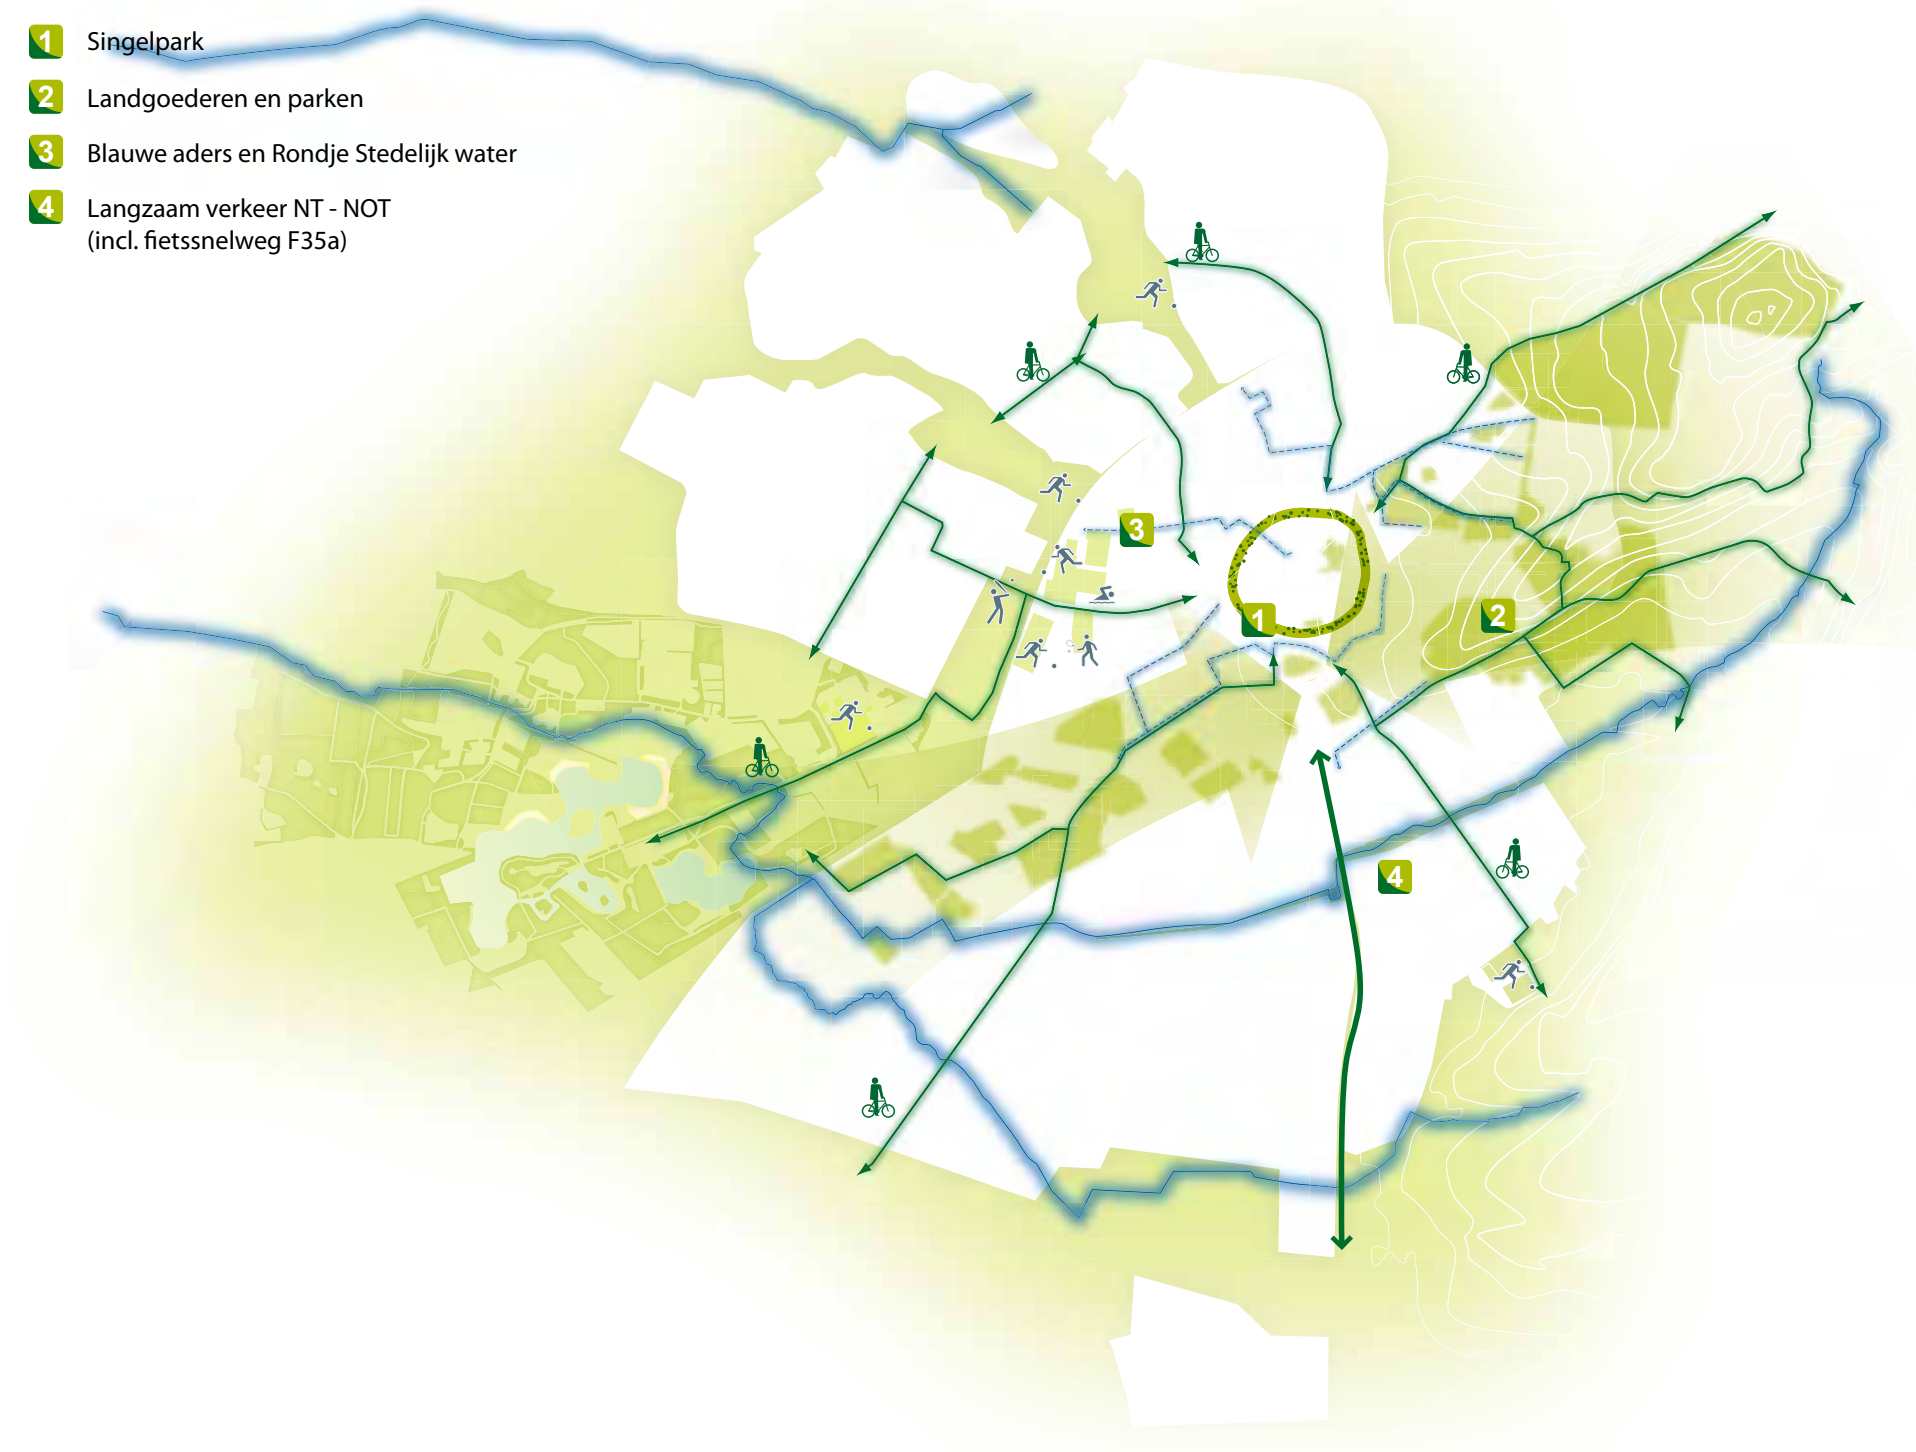 1 Singelpark
2 Landgoederen en parken
3 Blauwe aders en Rondje Stedelijk water
4 Langzaam verkeer NT - NOT
(incl. fietssnelweg F35a)
3
1
2
4